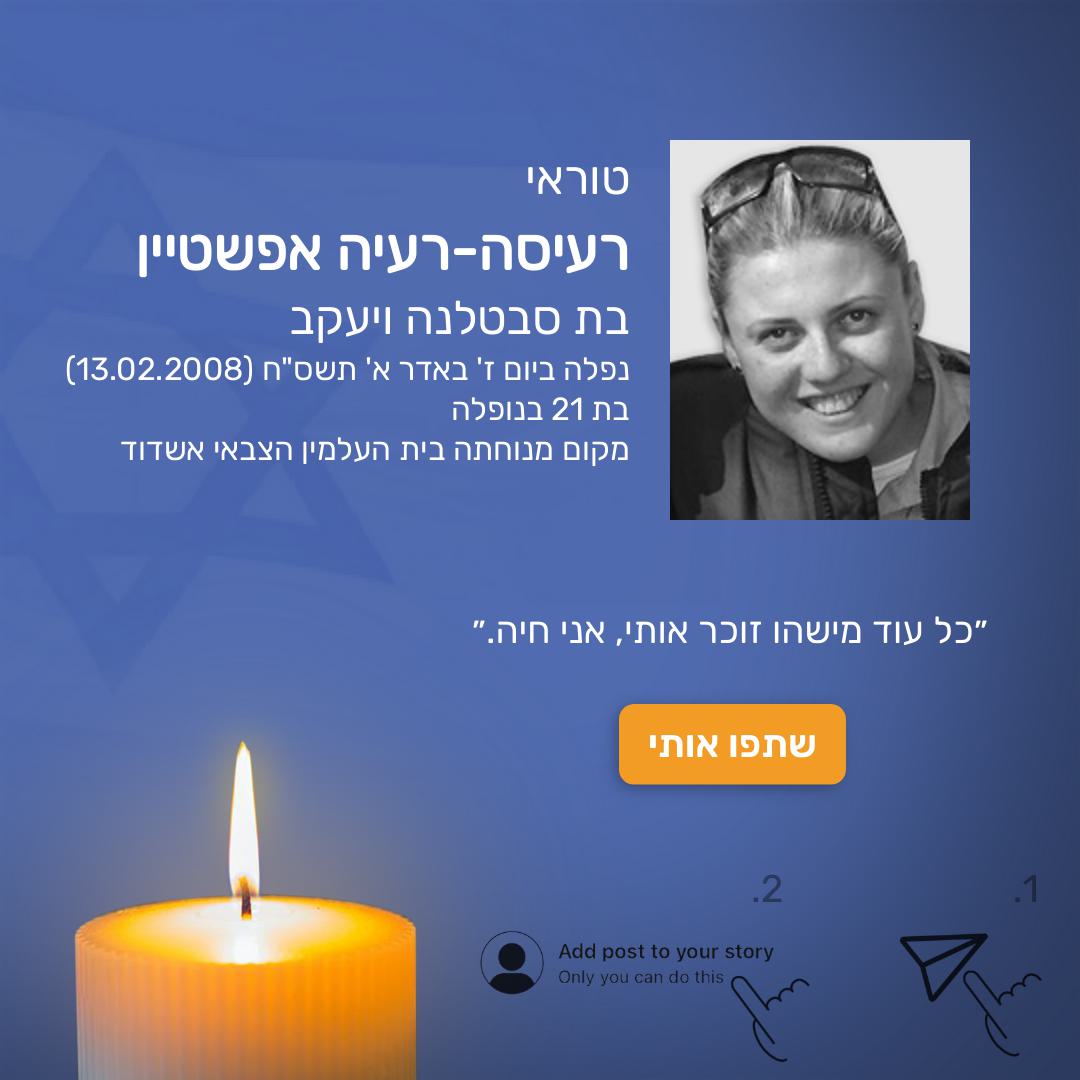 טוראי
רעיסה-רעיה אפשטיין
בת סבטלנה ויעקב
נפלה ביום ז' באדר א' תשס"ח (13.02.2008)
בת 21 בנופלה
מקום מנוחתה בית העלמין הצבאי אשדוד
״כל עוד מישהו זוכר אותי, אני חיה.״
שתפו אותי
1.
2.
Add post to your story
Only you can do this